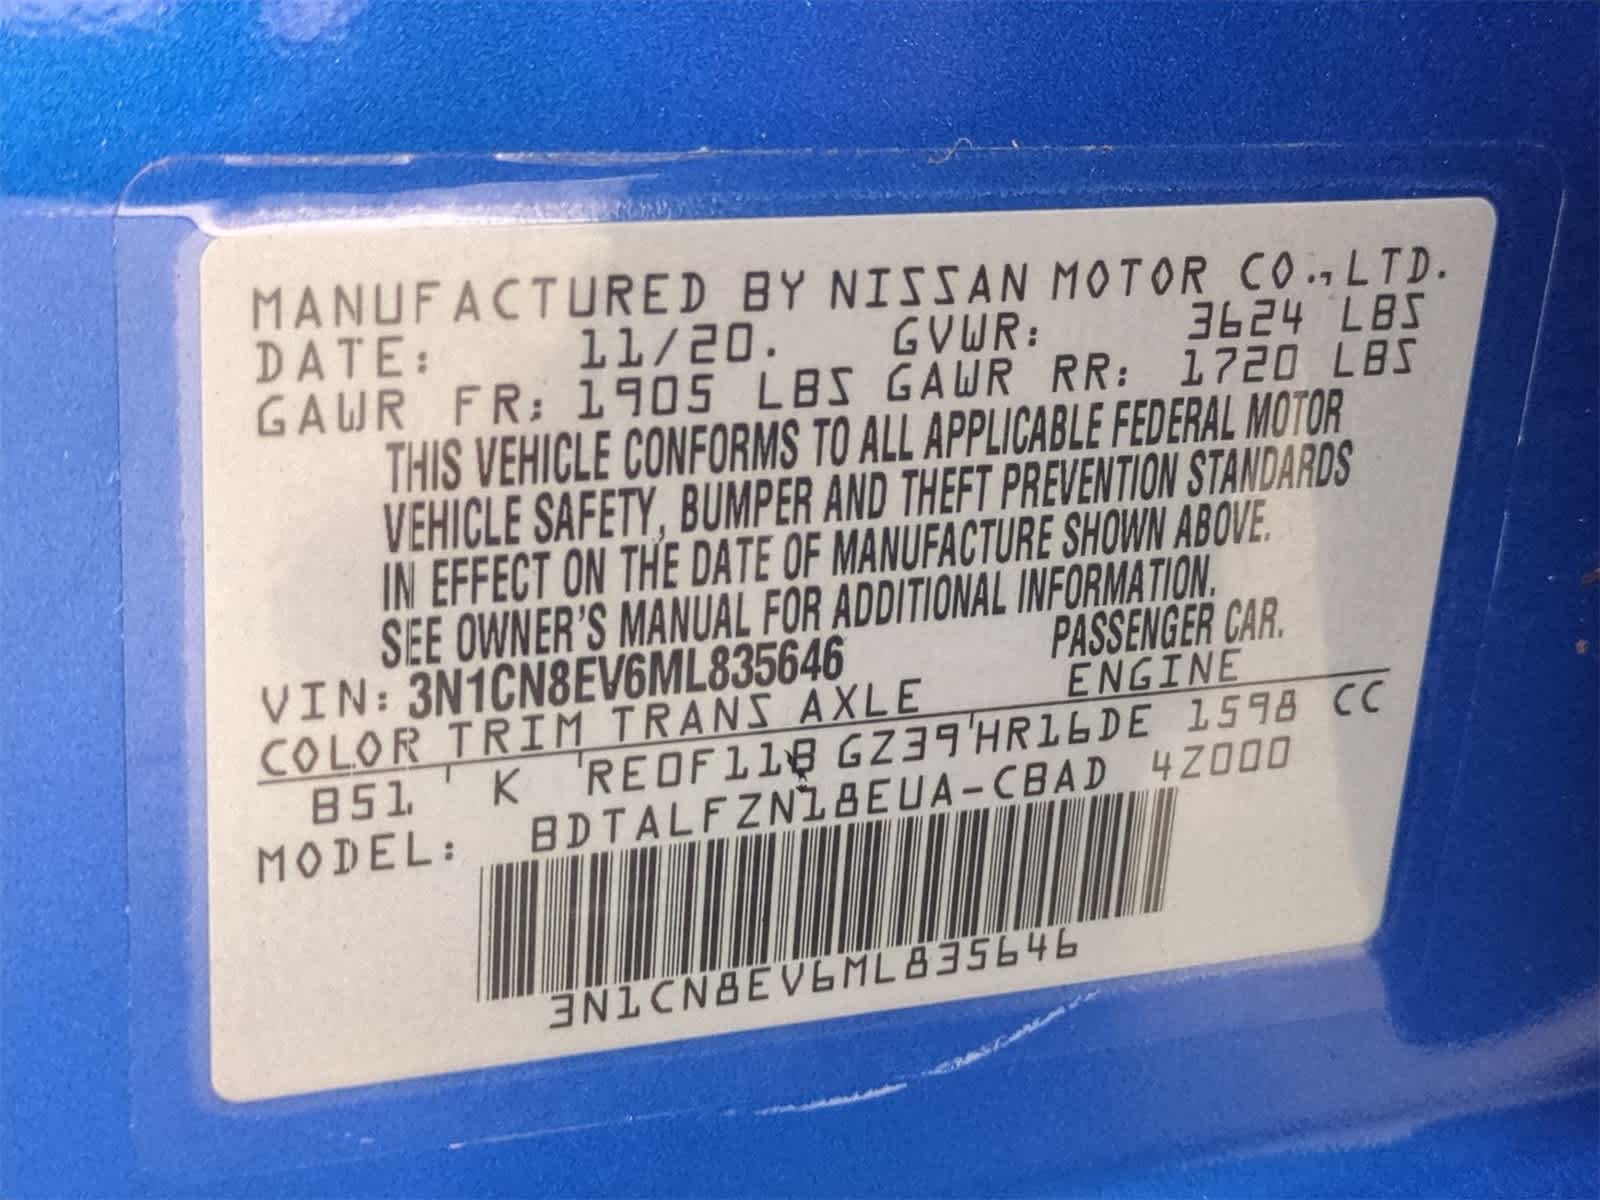 MANUFACTURED BY NISSAN MOTOR CO., LTD.
DATE: 11/20. GVWR: 3624 LBS
GAWR FR: 1905 LBS GAWR RR: 1720 LBS
THIS VEHICLE CONFORMS TO ALL APPLICABLE FEDERAL MOTOR
VEHICLE SAFETY, BUMPER AND THEFT PREVENTION STANDARDS
IN EFFECT ON THE DATE OF MANUFACTURE SHOWN ABOVE.
SEE OWNER'S MANUAL FOR ADDITIONAL INFORMATION.
VIN: 3N1CN8EV6ML835646 PASSENGER CAR.
COLOR TRIM TRANS AXLE ENGINE
B51 K RE0F11B GZ39 HR16DE 1598 CC
MODEL: BDTALFZN18EUA-CBAD 4Z000
3N1CN8EV6ML835646